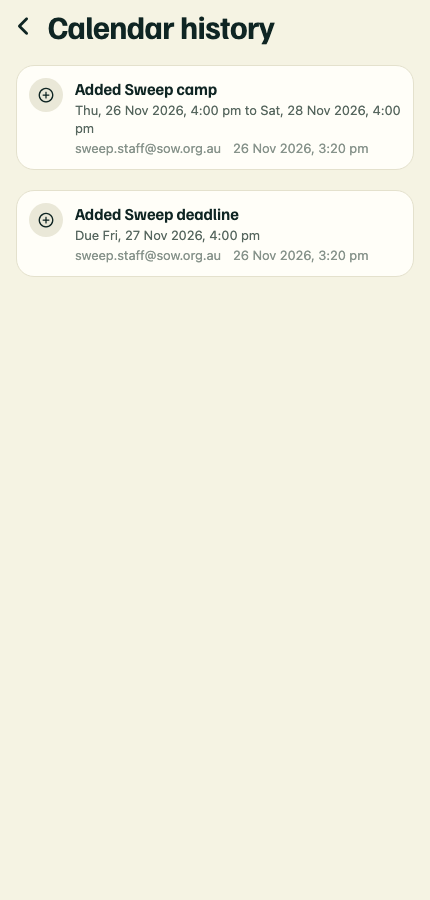 Calendar history
Added Sweep camp
Thu, 26 Nov 2026, 4:00 pm to Sat, 28 Nov 2026, 4:00
pm
sweep.staff@sow.org.au 26 Nov 2026, 3:20 pm
Added Sweep deadline
Due Fri, 27 Nov 2026, 4:00 pm
sweep.staff@sow.org.au 26 Nov 2026, 3:20 pm